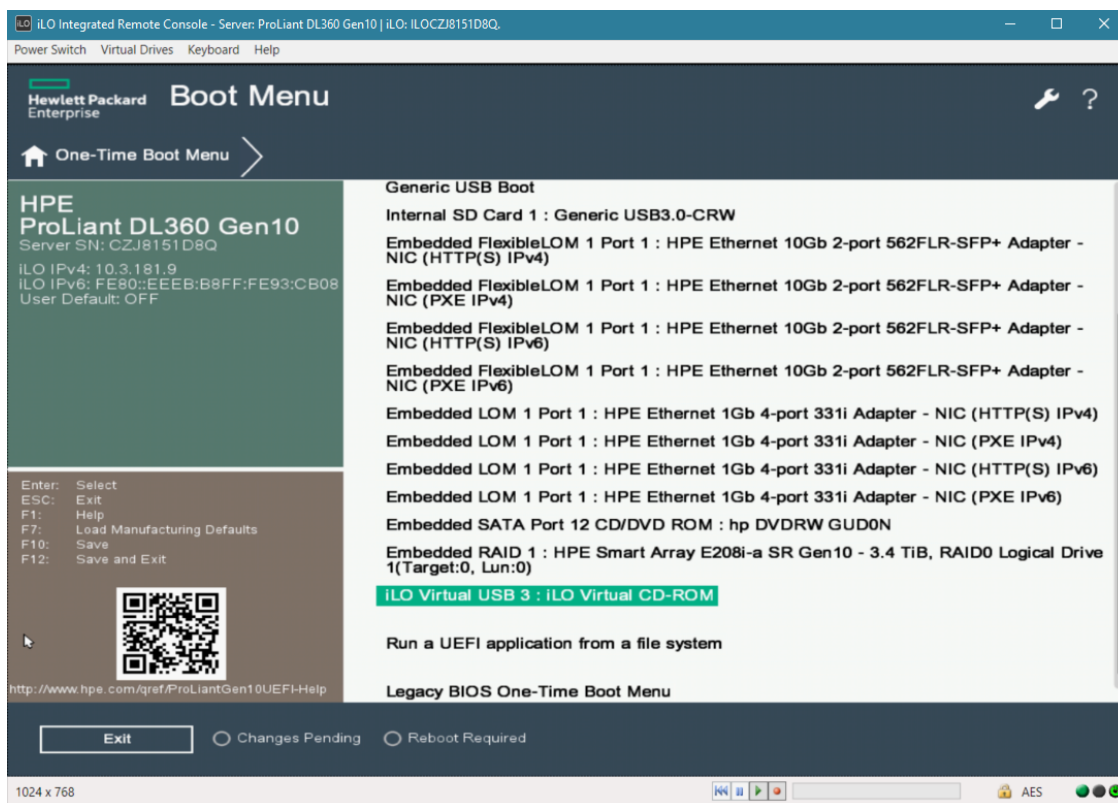 iLO Integrated Remote Console - Server: ProLiant DL360 Gen10 | iLO: ILOCZJ8151D8Q.
Power Switch Virtual Drives Keyboard Help
Hewlett Packard
Enterprise
Boot Menu
?
One-Time Boot Menu
HPE
ProLiant DL360 Gen10
Server SN: CZJ8151D8Q
iLO IPv4: 10.3.181.9
iLO IPv6: FE80::EEEB:B8FF:FE93:CB08
User Default: OFF
Enter: Select
ESC: Exit
F1: Help
F7: Load Manufacturing Defaults
F10: Save
F12: Save and Exit
http://www.hpe.com/qref/ProLiantGen10UEFI-Help
Generic USB Boot
Internal SD Card 1 : Generic USB3.0-CRW
Embedded FlexibleLOM 1 Port 1 : HPE Ethernet 10Gb 2-port 562FLR-SFP+ Adapter -
NIC (HTTP(S) IPv4)
Embedded FlexibleLOM 1 Port 1 : HPE Ethernet 10Gb 2-port 562FLR-SFP+ Adapter -
NIC (PXE IPv4)
Embedded FlexibleLOM 1 Port 1 : HPE Ethernet 10Gb 2-port 562FLR-SFP+ Adapter -
NIC (HTTP(S) IPv6)
Embedded FlexibleLOM 1 Port 1 : HPE Ethernet 10Gb 2-port 562FLR-SFP+ Adapter -
NIC (PXE IPv6)
Embedded LOM 1 Port 1 : HPE Ethernet 1Gb 4-port 331i Adapter - NIC (HTTP(S) IPv4)
Embedded LOM 1 Port 1 : HPE Ethernet 1Gb 4-port 331i Adapter - NIC (PXE IPv4)
Embedded LOM 1 Port 1 : HPE Ethernet 1Gb 4-port 331i Adapter - NIC (HTTP(S) IPv6)
Embedded LOM 1 Port 1 : HPE Ethernet 1Gb 4-port 331i Adapter - NIC (PXE IPv6)
Embedded SATA Port 12 CD/DVD ROM : hp DVDRW GUD0N
Embedded RAID 1 : HPE Smart Array E208i-a SR Gen10 - 3.4 TiB, RAID0 Logical Drive
1(Target:0, Lun:0)
iLO Virtual USB 3 : iLO Virtual CD-ROM
Run a UEFI application from a file system
Legacy BIOS One-Time Boot Menu
Exit
Changes Pending
Reboot Required
1024 x 768
AES